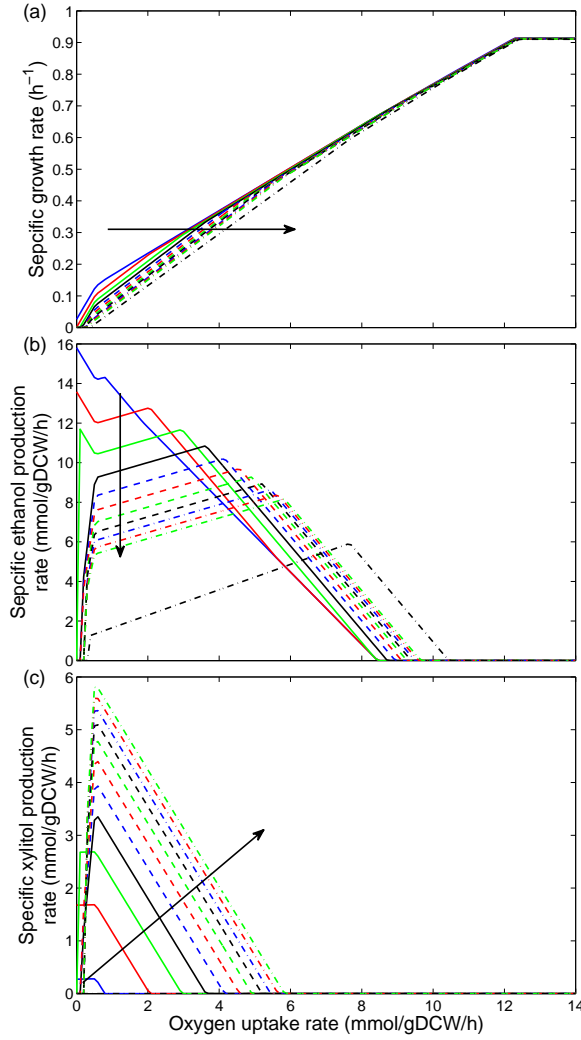 (a)
1
0.9
0.8
0.7
0.6
0.5
0.4
0.3
0.2
0.1
0
Sepcific growth rate (h⁻¹)
(b)
16
14
12
10
8
6
4
2
0
Sepcific ethanol production
rate (mmol/gDCW/h)
(c)
6
5
4
3
2
1
0
Specific xylitol production
rate (mmol/gDCW/h)
0 2 4 6 8 10 12 14
Oxygen uptake rate (mmol/gDCW/h)